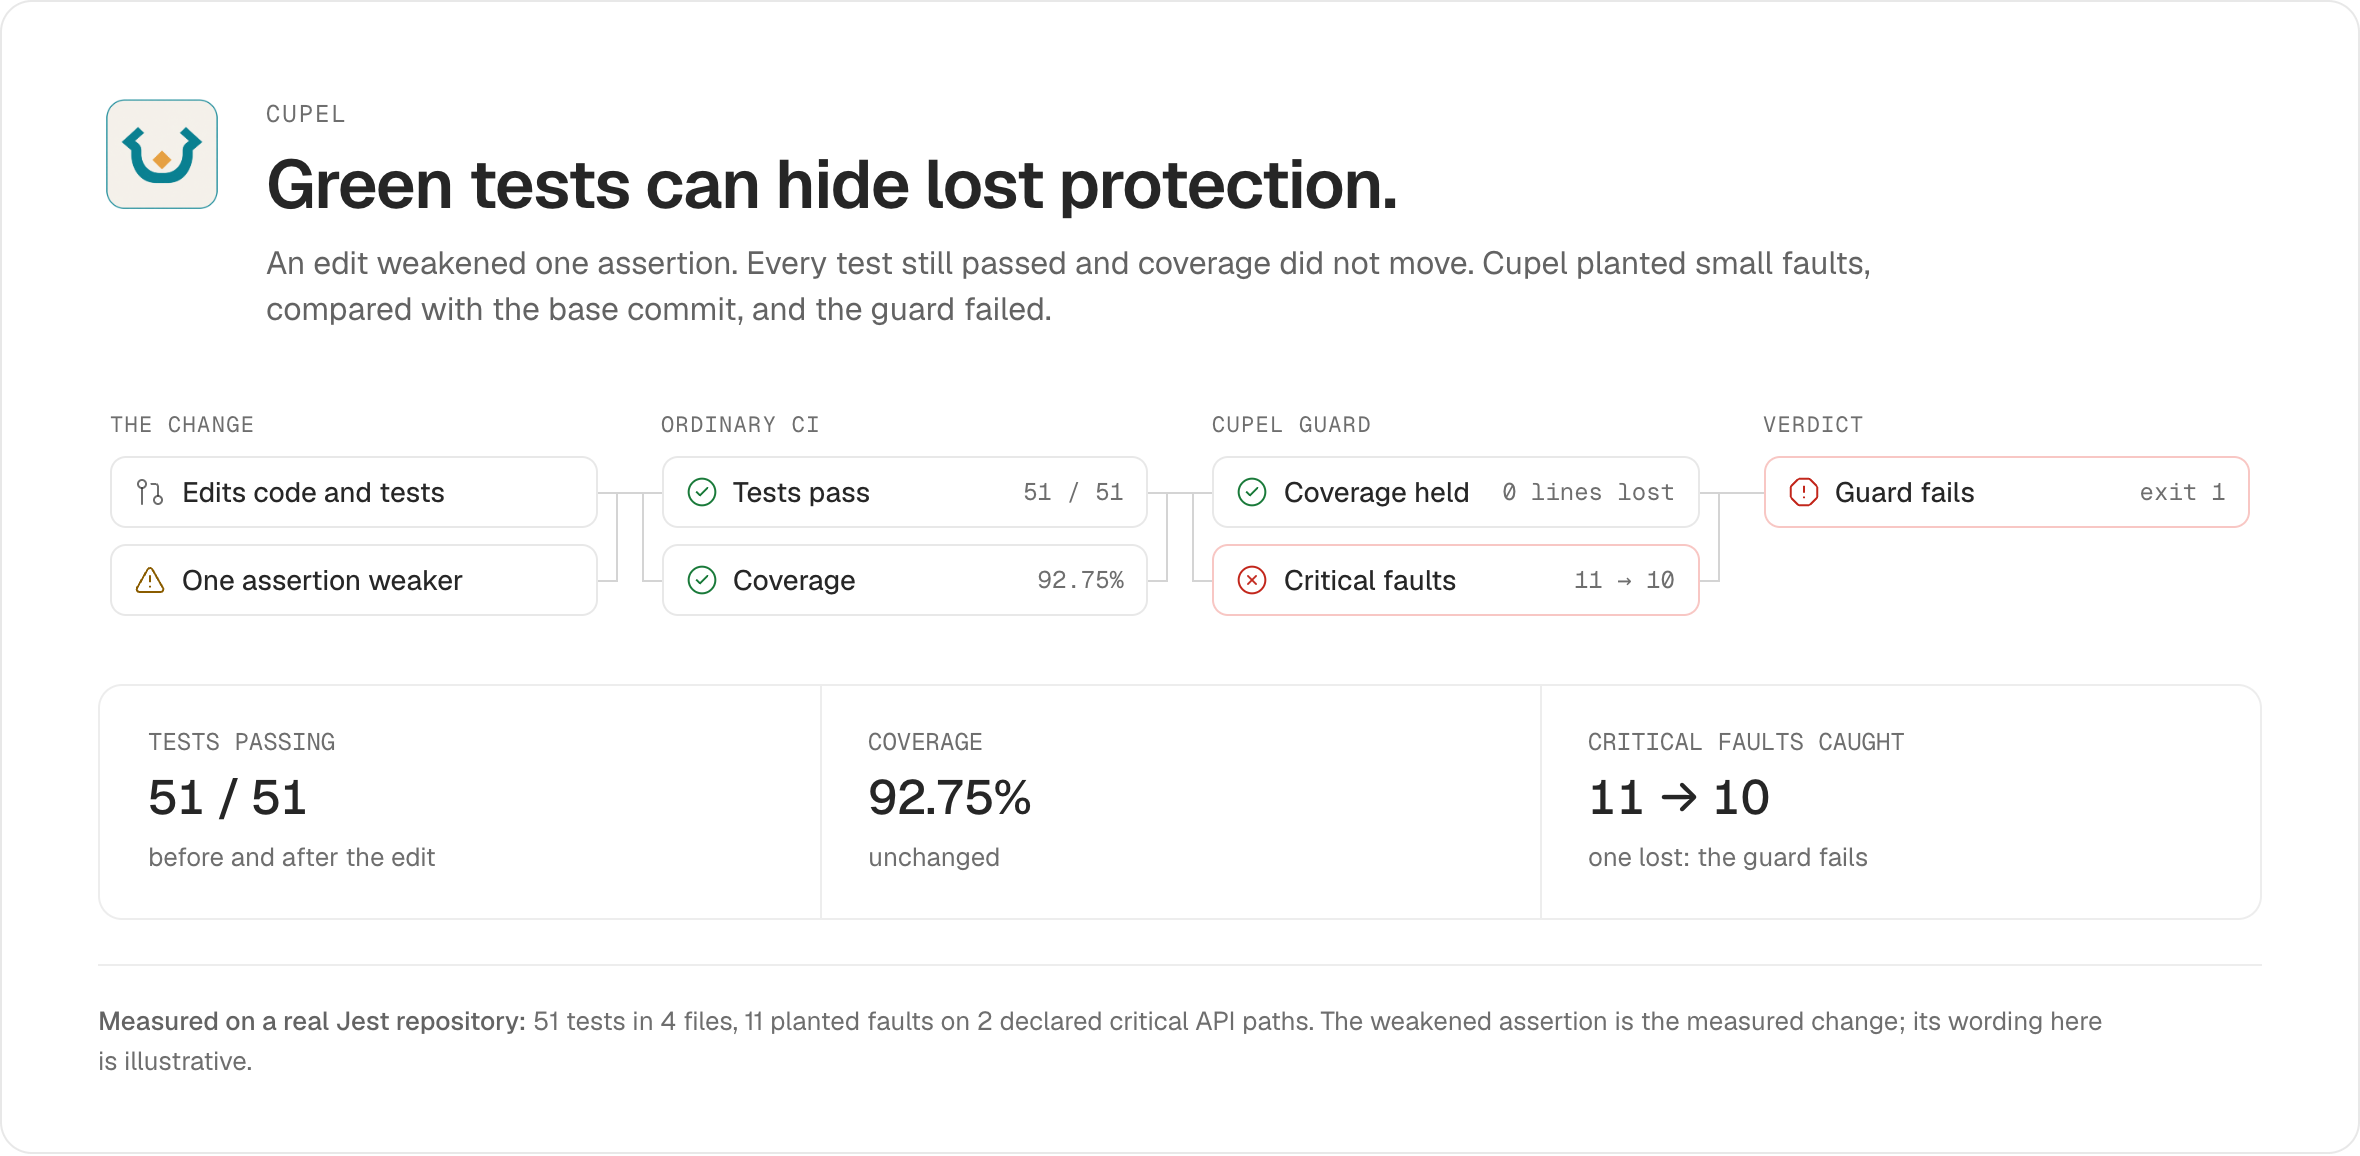 CUPEL
Green tests can hide lost protection.
An edit weakened one assertion. Every test still passed and coverage did not move. Cupel planted small faults,
compared with the base commit, and the guard failed.
THE CHANGE
Edits code and tests
One assertion weaker
ORDINARY CI
Tests pass 51 / 51
Coverage 92.75%
CUPEL GUARD
Coverage held 0 lines lost
Critical faults 11 → 10
VERDICT
Guard fails exit 1
TESTS PASSING
51 / 51
before and after the edit
COVERAGE
92.75%
unchanged
CRITICAL FAULTS CAUGHT
11 → 10
one lost: the guard fails
Measured on a real Jest repository: 51 tests in 4 files, 11 planted faults on 2 declared critical API paths. The weakened assertion is the measured change; its wording here
is illustrative.